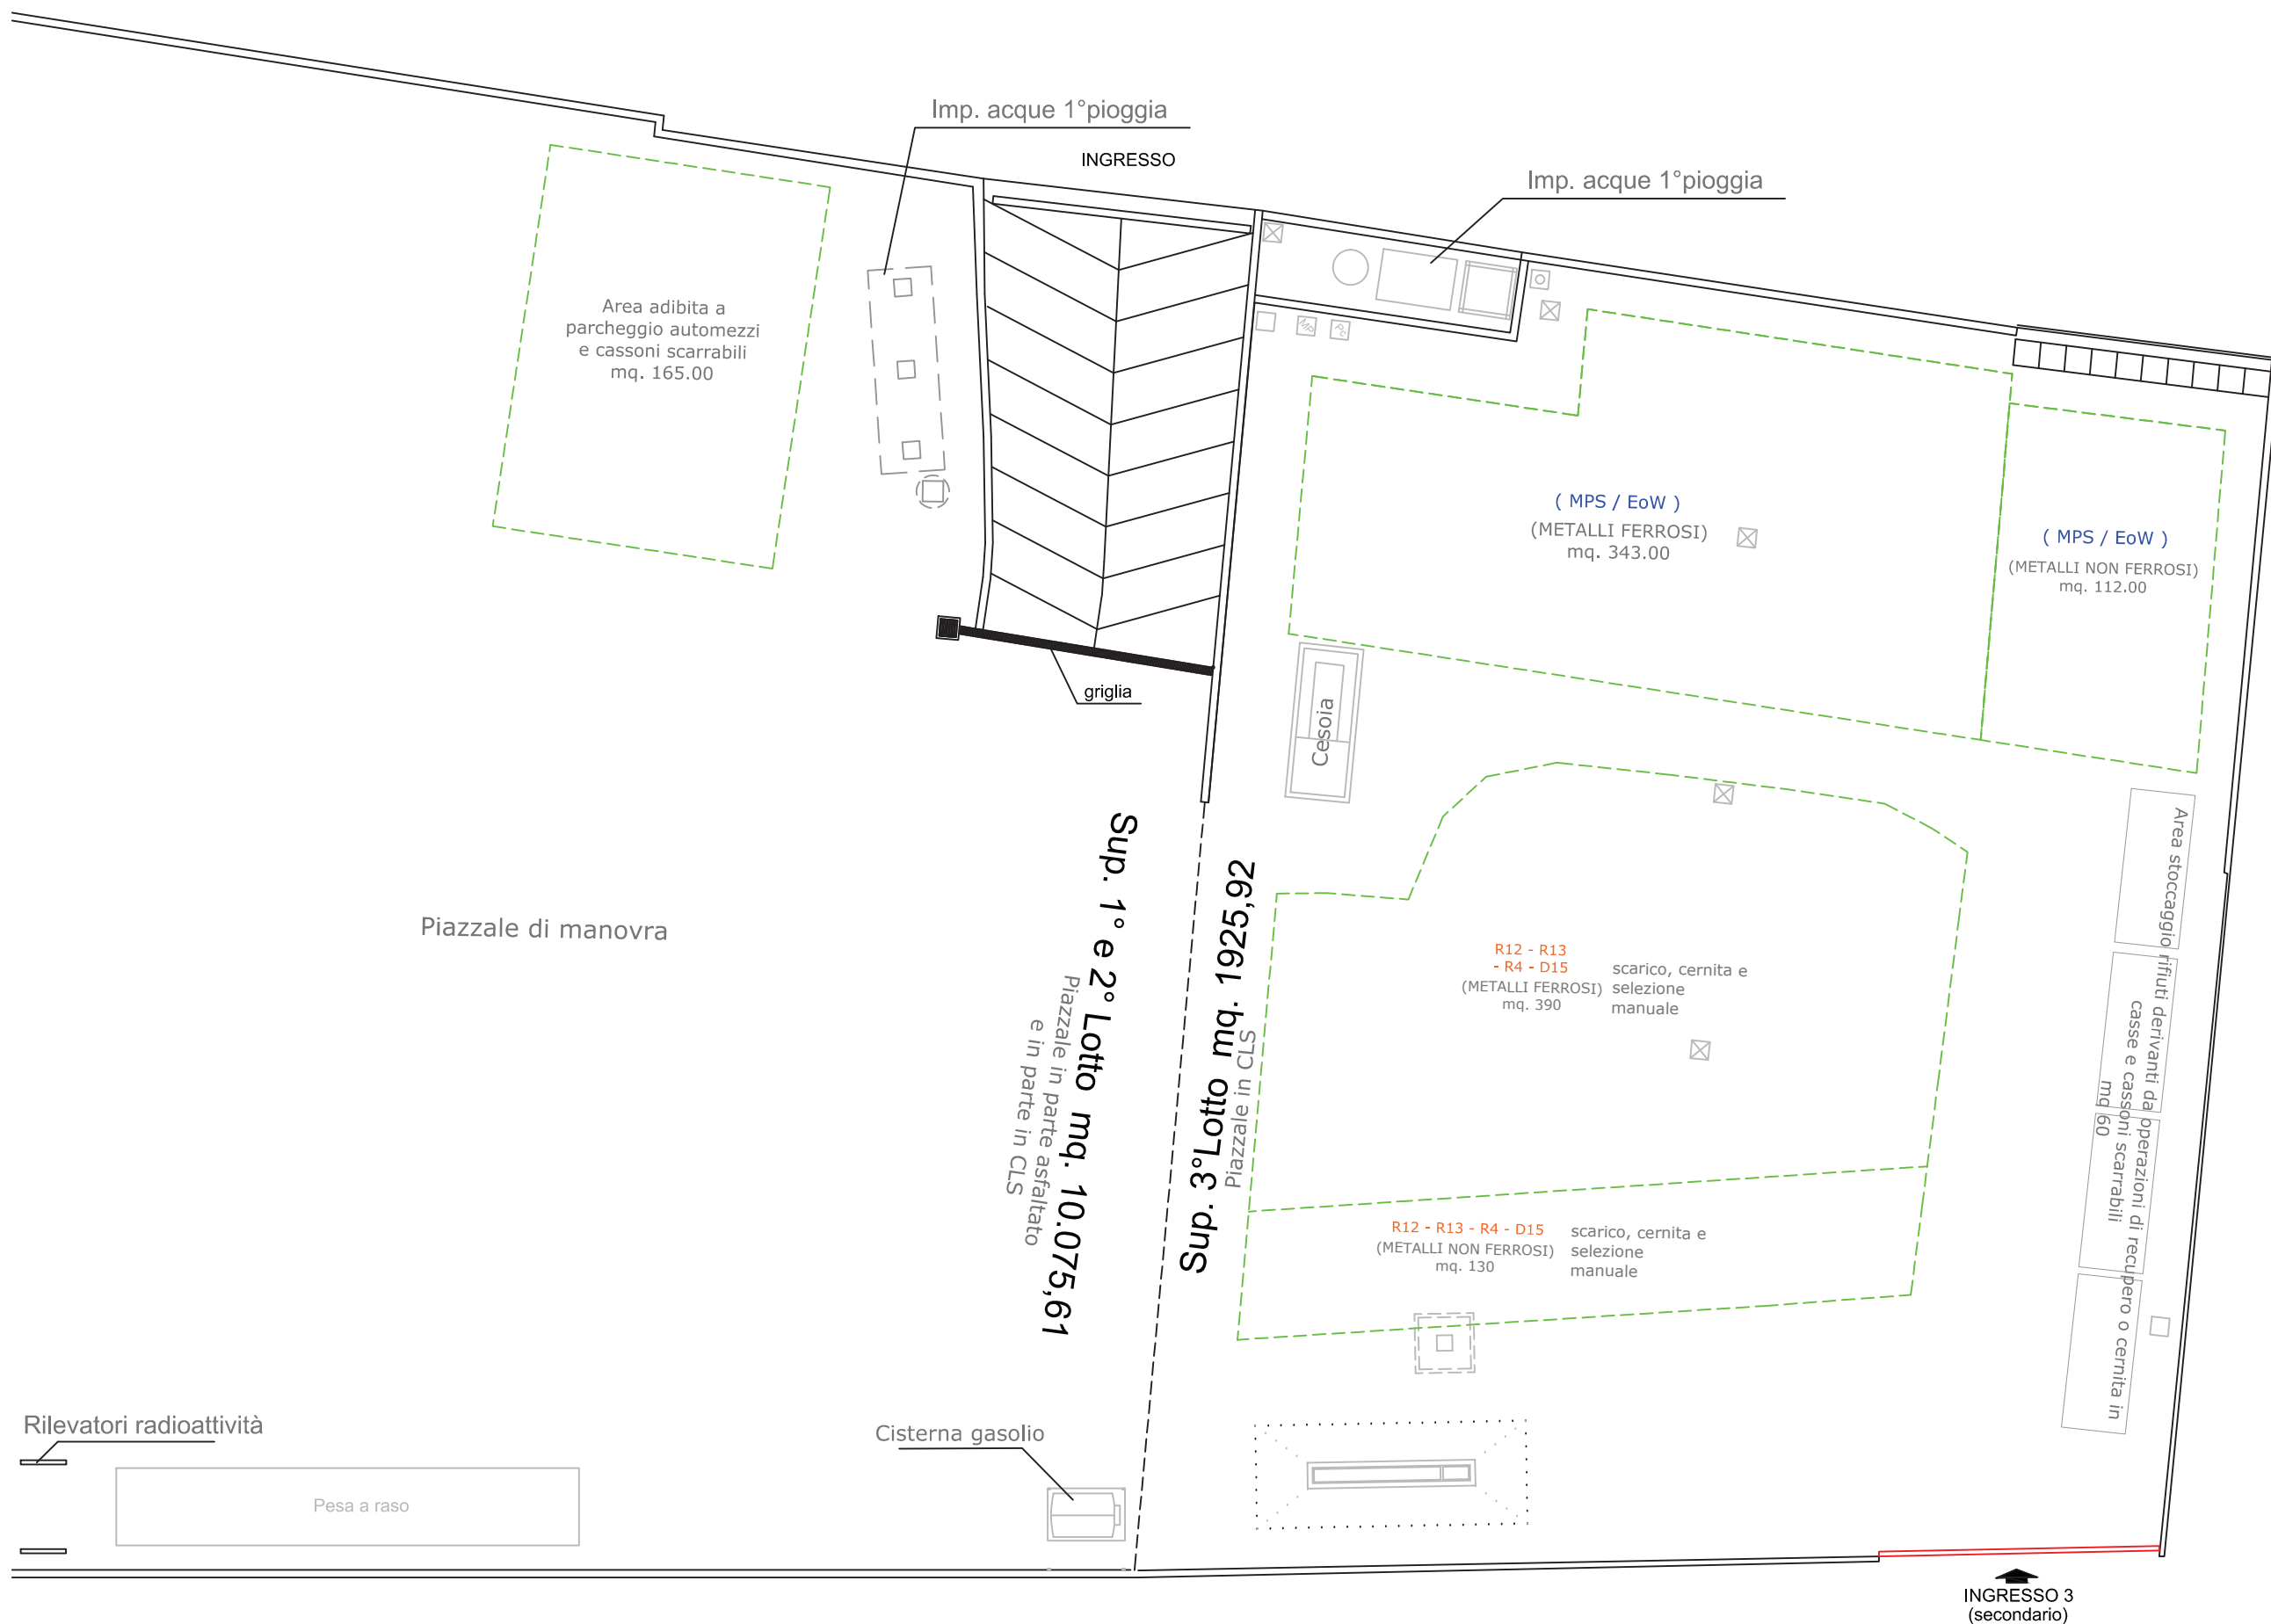 Imp. acque 1°pioggia
INGRESSO
Imp. acque 1°pioggia
Area adibita a
parcheggio automezzi
e cassoni scarrabili
mq. 165.00
MP
PC
( MPS / EoW )
(METALLI FERROSI)
mq. 343.00
( MPS / EoW )
(METALLI NON FERROSI)
mq. 112.00
griglia
Cesoia
Piazzale di manovra
Sup. 1° e 2° Lotto mq. 10.075,61
Piazzale in parte asfaltato
e in parte in CLS
Sup. 3°Lotto mq. 1925,92
Piazzale in CLS
R12 - R13
- R4 - D15
(METALLI FERROSI)
mq. 390
scarico, cernita e
selezione
manuale
R12 - R13 - R4 - D15
(METALLI NON FERROSI)
mq. 130
scarico, cernita e
selezione
manuale
Area stoccaggio rifiuti derivanti da operazioni di recupero o cernita in
casse e cassoni scarrabili
mq 60
Rilevatori radioattività
Pesa a raso
Cisterna gasolio
INGRESSO 3
(secondario)